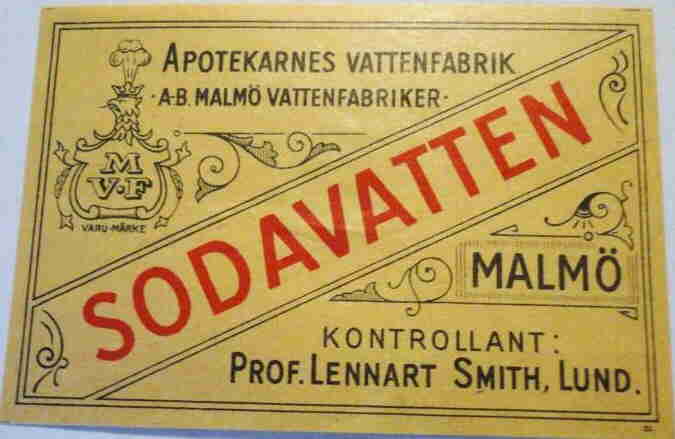 APOTEKARNES VATTENFABRIK
·A-B. MALMÖ VATTENFABRIKER·
M
V·F
VARU-MÄRKE
SODAVATTEN
MALMÖ
KONTROLLANT:
PROF. LENNART SMITH, LUND.